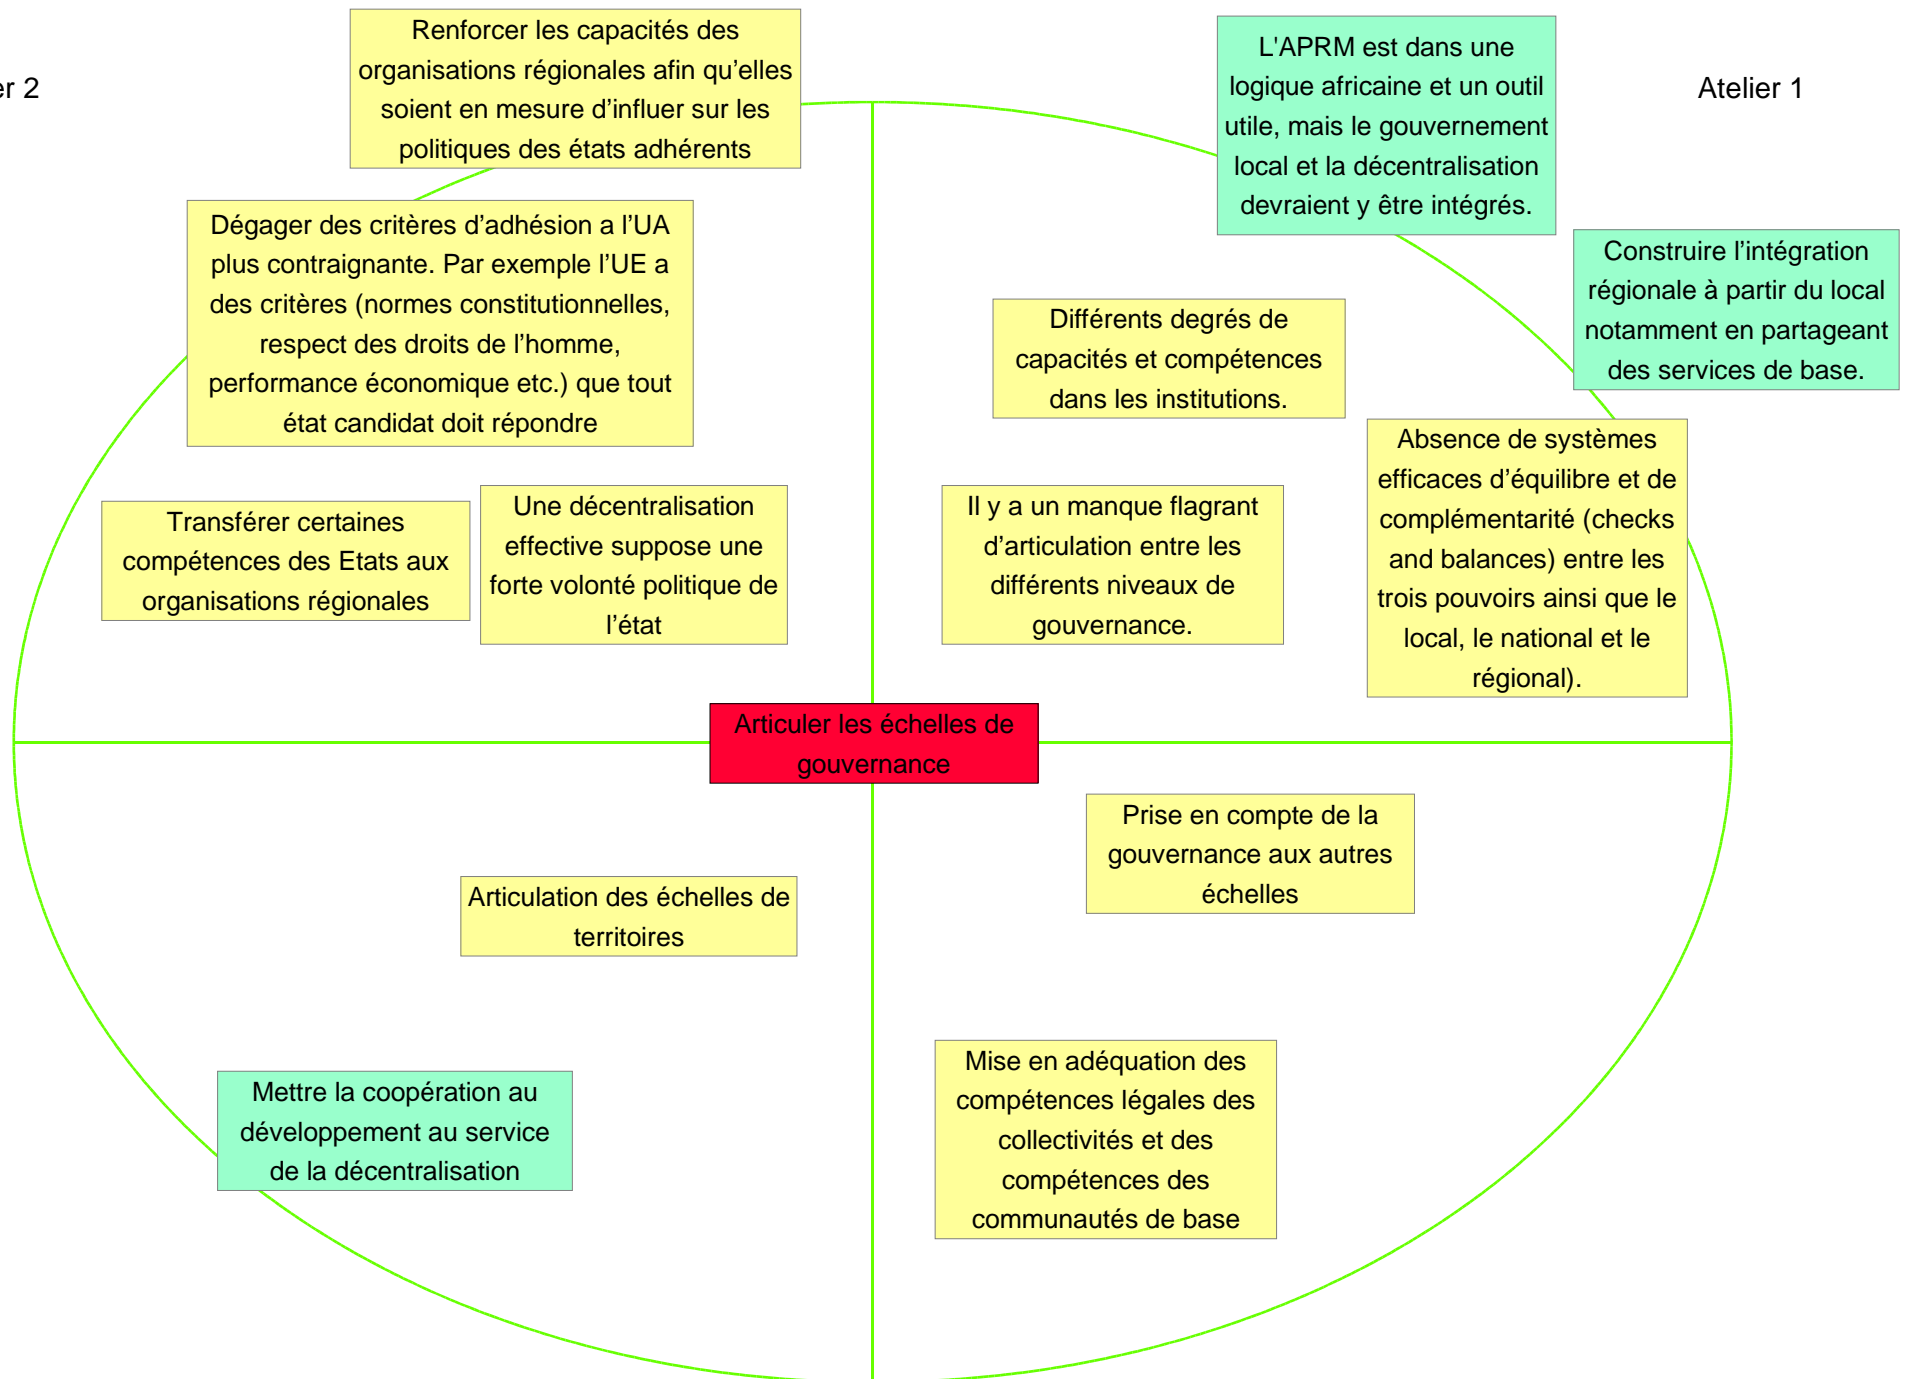 er 2
Renforcer les capacités des
organisations régionales afin qu'elles
soient en mesure d'influer sur les
politiques des états adhérents
L'APRM est dans une
logique africaine et un outil
utile, mais le gouvernement
local et la décentralisation
devraient y être intégrés.
Atelier 1
Dégager des critères d'adhésion a l'UA
plus contraignante. Par exemple l'UE a
des critères (normes constitutionnelles,
respect des droits de l'homme,
performance économique etc.) que tout
état candidat doit répondre
Différents degrés de
capacités et compétences
dans les institutions.
Construire l'intégration
régionale à partir du local
notamment en partageant
des services de base.
Transférer certaines
compétences des Etats aux
organisations régionales
Une décentralisation
effective suppose une
forte volonté politique de
l'état
Il y a un manque flagrant
d'articulation entre les
différents niveaux de
gouvernance.
Absence de systèmes
efficaces d'équilibre et de
complémentarité (checks
and balances) entre les
trois pouvoirs ainsi que le
local, le national et le
régional).
Articuler les échelles de
gouvernance
Articulation des échelles de
territoires
Prise en compte de la
gouvernance aux autres
échelles
Mettre la coopération au
développement au service
de la décentralisation
Mise en adéquation des
compétences légales des
collectivités et des
compétences des
communautés de base